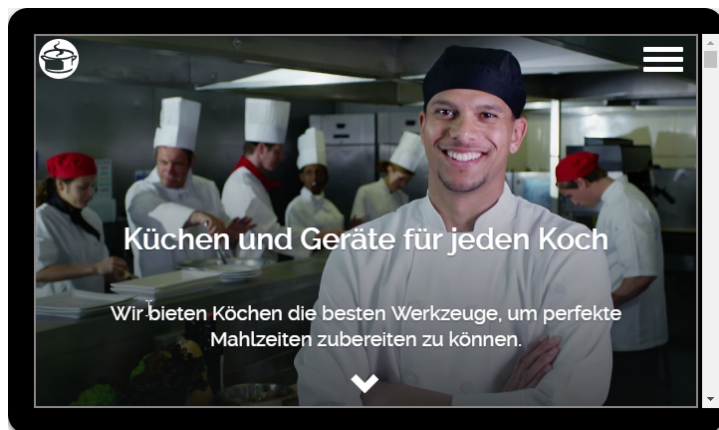 Küchen und Geräte für jeden Koch
Wir bieten Köchen die besten Werkzeuge, um perfekte
Mahlzeiten zubereiten zu können.